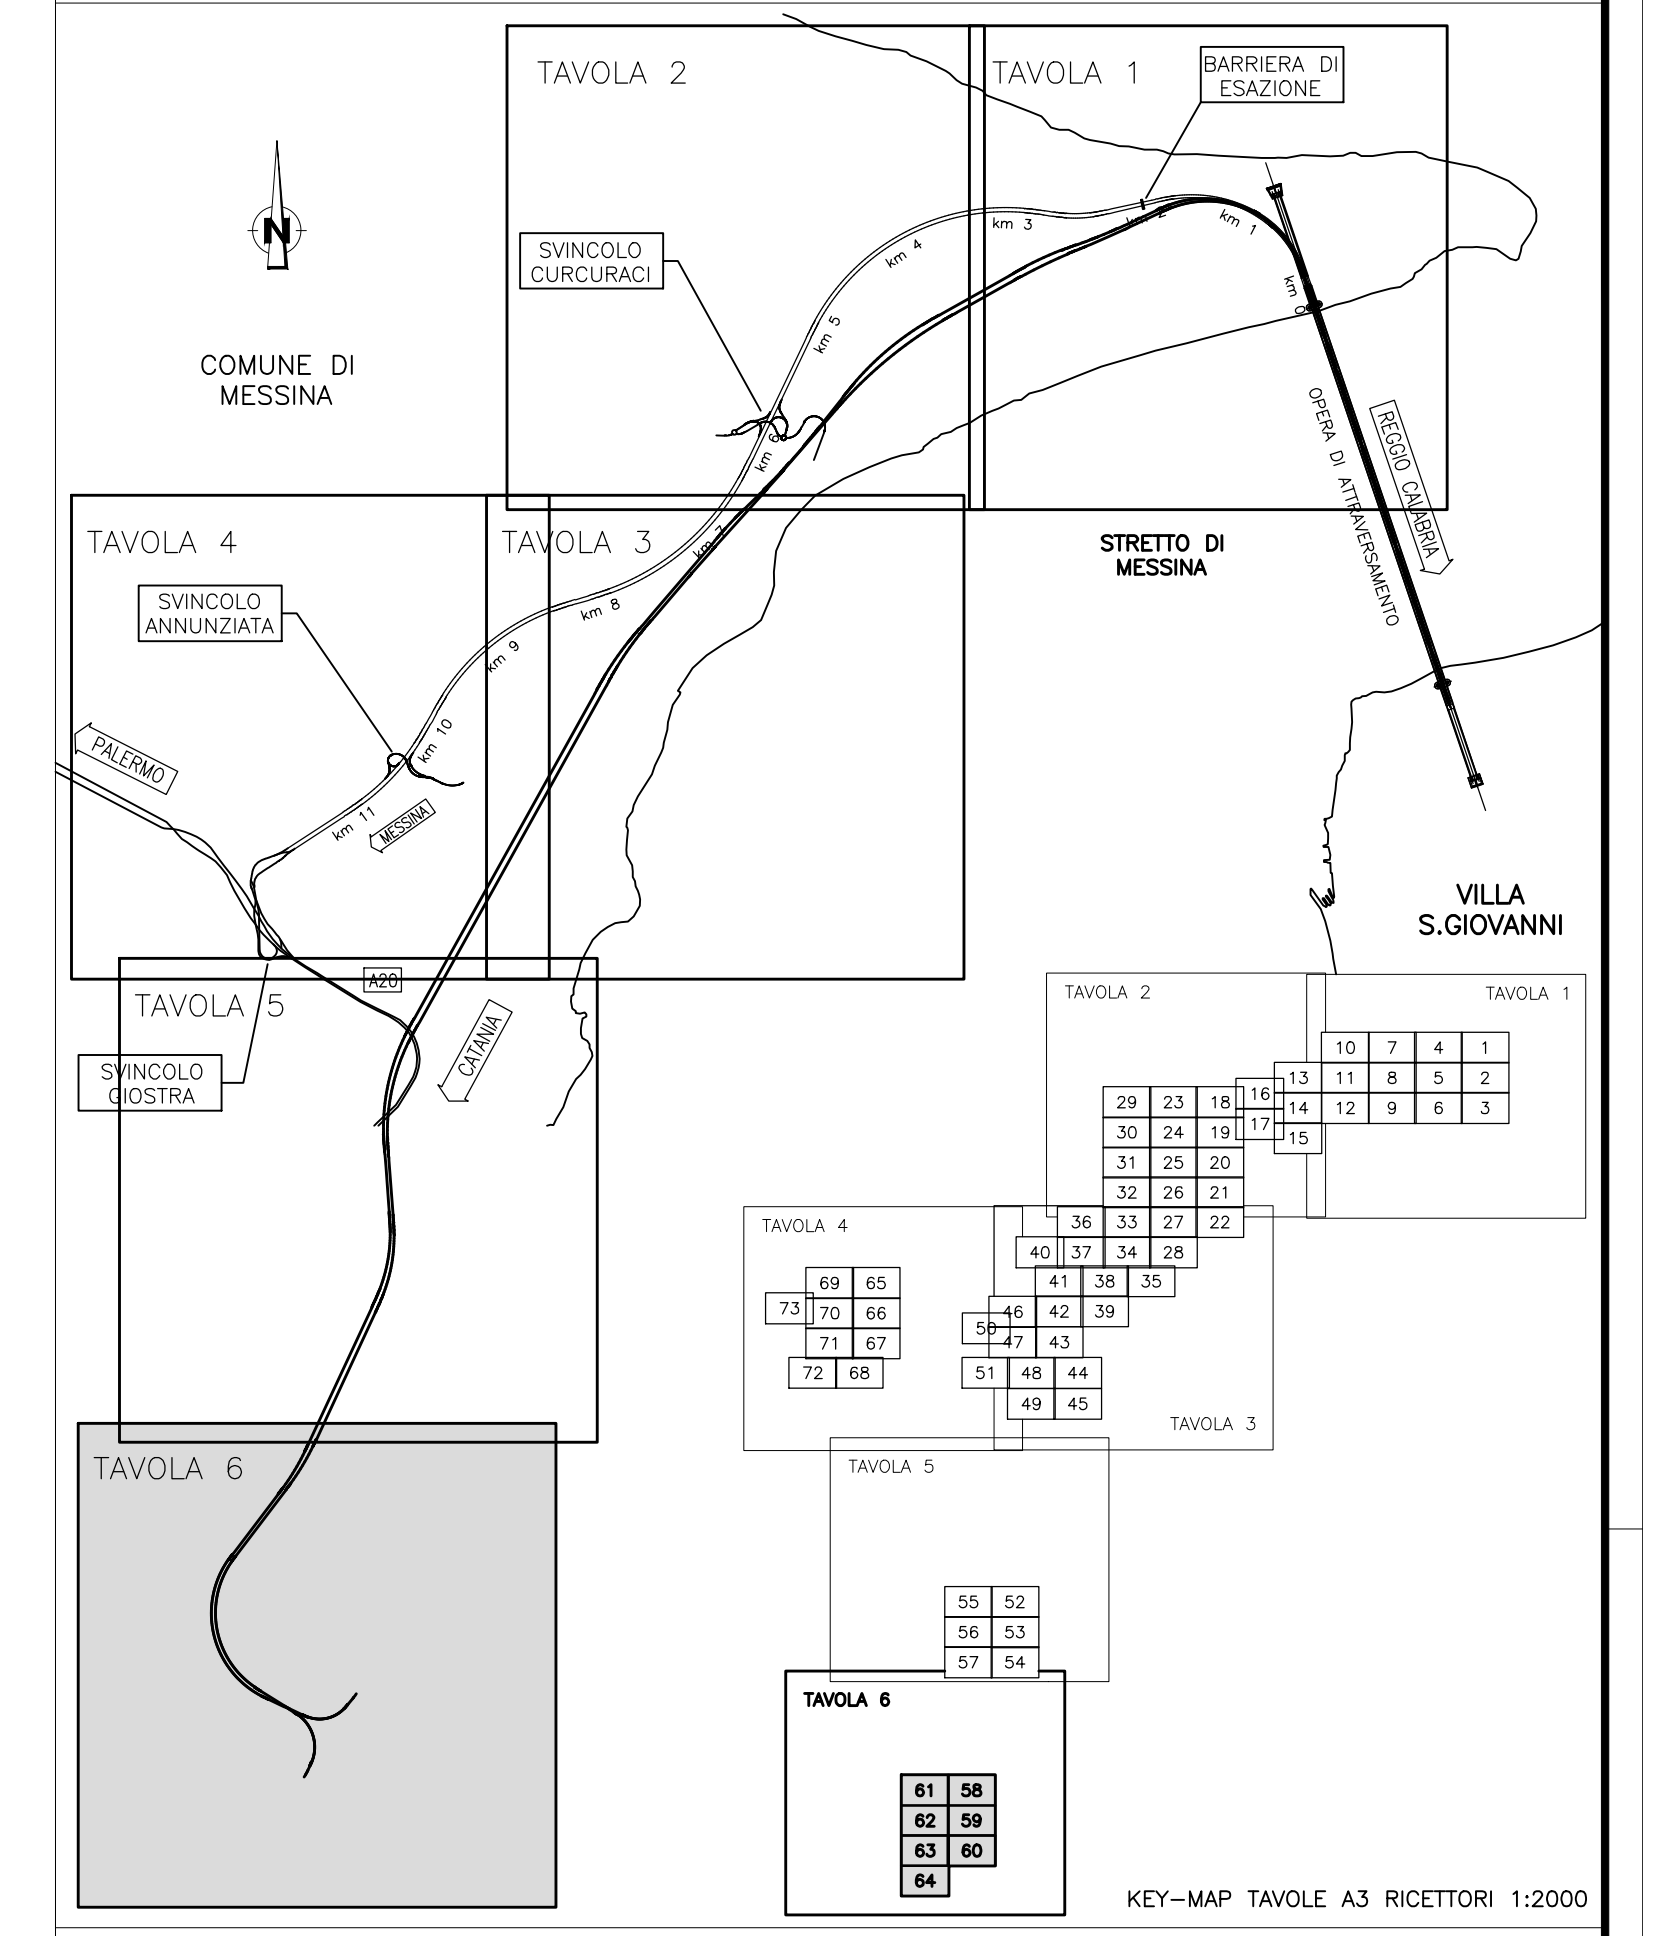 TAVOLA 2
TAVOLA 1
BARRIERA DI
ESAZIONE
N
SVINCOLO
CURCURACI
COMUNE DI
MESSINA
km 0
km 1
km 2
km 3
km 4
km 5
km 6
km 7
km 8
km 9
km 10
km 11
OPERA DI ATTRAVERSAMENTO
REGGIO CALABRIA
TAVOLA 4
TAVOLA 3
STRETTO DI
MESSINA
SVINCOLO
ANNUNZIATA
PALERMO
MESSINA
VILLA
S.GIOVANNI
A20
TAVOLA 5
CATANIA
SVINCOLO
GIOSTRA
TAVOLA 6
TAVOLA 2
TAVOLA 1
10 7 4 1
13 11 8 5 2
16
29 23 18
14 12 9 6 3
17
30 24 19
15
31 25 20
32 26 21
TAVOLA 4
36 33 27 22
40 37 34 28
69 65
41 38 35
73 70 66
46 42 39
50
71 67
47 43
72 68
51 48 44
49 45
TAVOLA 3
TAVOLA 5
55 52
56 53
57 54
TAVOLA 6
61 58
62 59
63 60
64
KEY-MAP TAVOLE A3 RICETTORI 1:2000